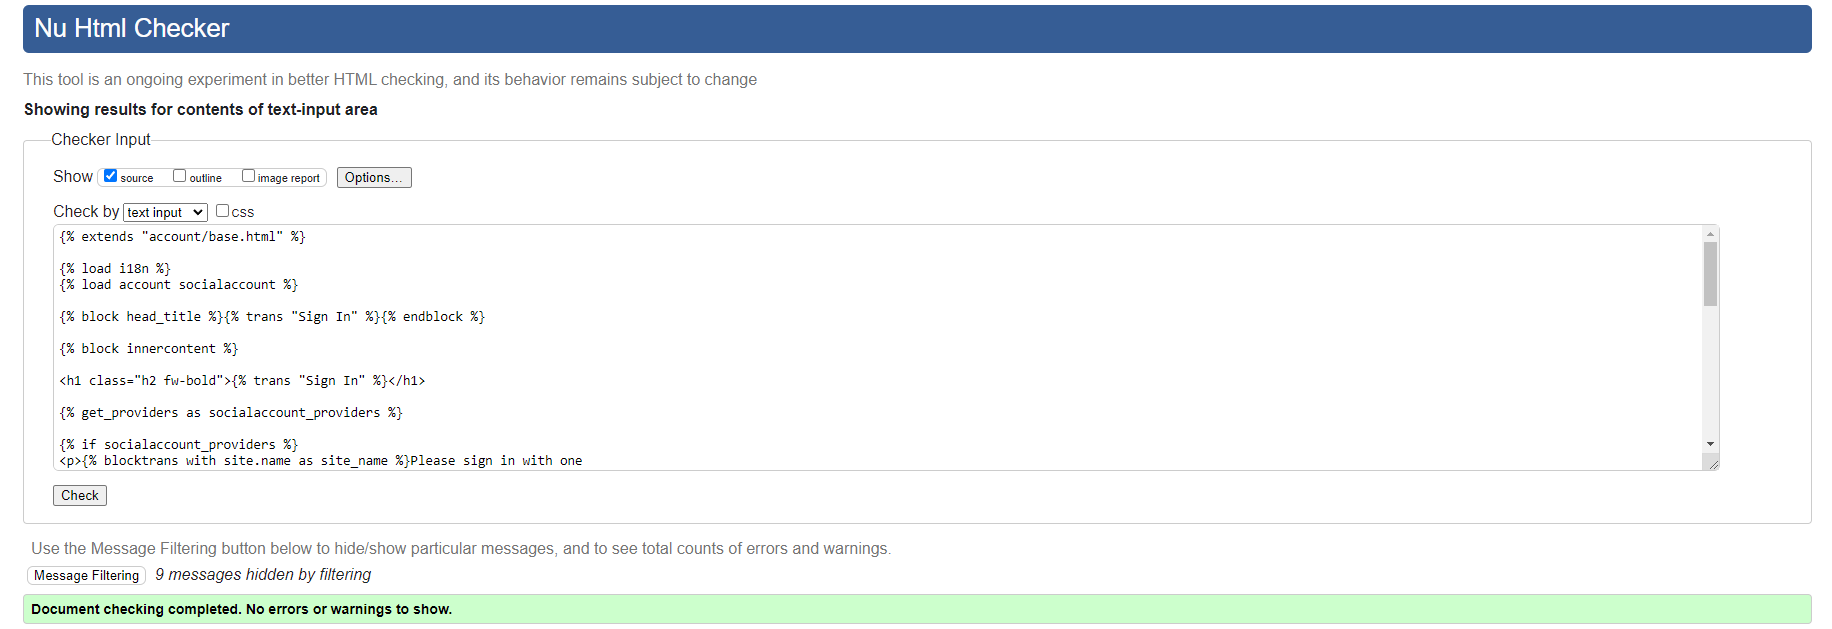 Nu Html Checker
This tool is an ongoing experiment in better HTML checking, and its behavior remains subject to change
Showing results for contents of text-input area
Checker Input
Show source outline image report Options...
Check by text input css
{% extends "account/base.html" %}
{% load i18n %}
{% load account socialaccount %}
{% block head_title %}{% trans "Sign In" %}{% endblock %}
{% block innercontent %}
<h1 class="h2 fw-bold">{% trans "Sign In" %}</h1>
{% get_providers as socialaccount_providers %}
{% if socialaccount_providers %}
<p>{% blocktrans with site.name as site_name %}Please sign in with one
Check
Use the Message Filtering button below to hide/show particular messages, and to see total counts of errors and warnings.
Message Filtering 9 messages hidden by filtering
Document checking completed. No errors or warnings to show.